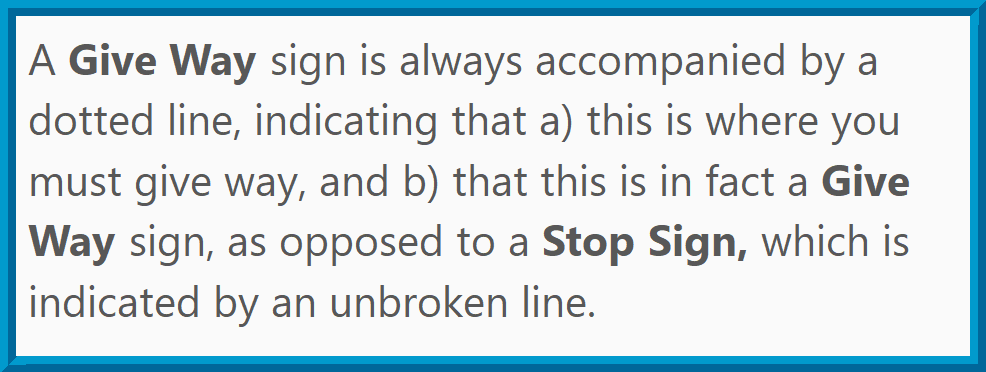 A Give Way sign is always accompanied by a
dotted line, indicating that a) this is where you
must give way, and b) that this is in fact a Give
Way sign, as opposed to a Stop Sign, which is
indicated by an unbroken line.